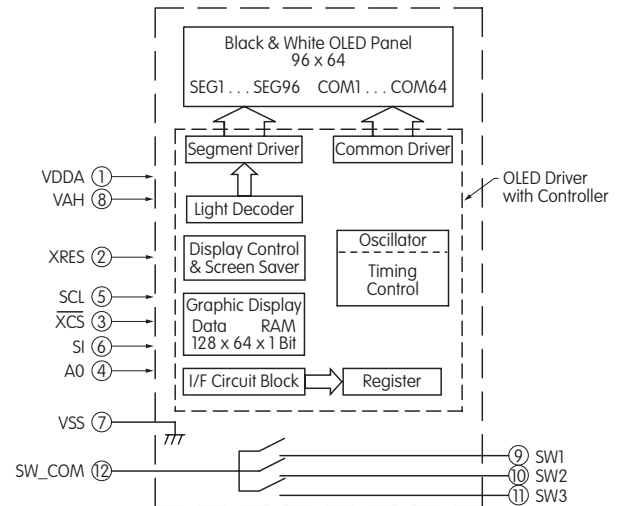 Black & White OLED Panel
96 x 64
SEG1 . . . SEG96 COM1 . . . COM64
Segment Driver
Common Driver
VDDA ①
VAH ⑧
OLED Driver
with Controller
Light Decoder
XRES ②
Display Control
& Screen Saver
Oscillator
Timing
Control
SCL ⑤
XCS ③
SI ⑥
A0 ④
Graphic Display
Data RAM
128 x 64 x 1 Bit
I/F Circuit Block
Register
VSS ⑦
SW_COM ⑫
⑨ SW1
⑩ SW2
⑪ SW3